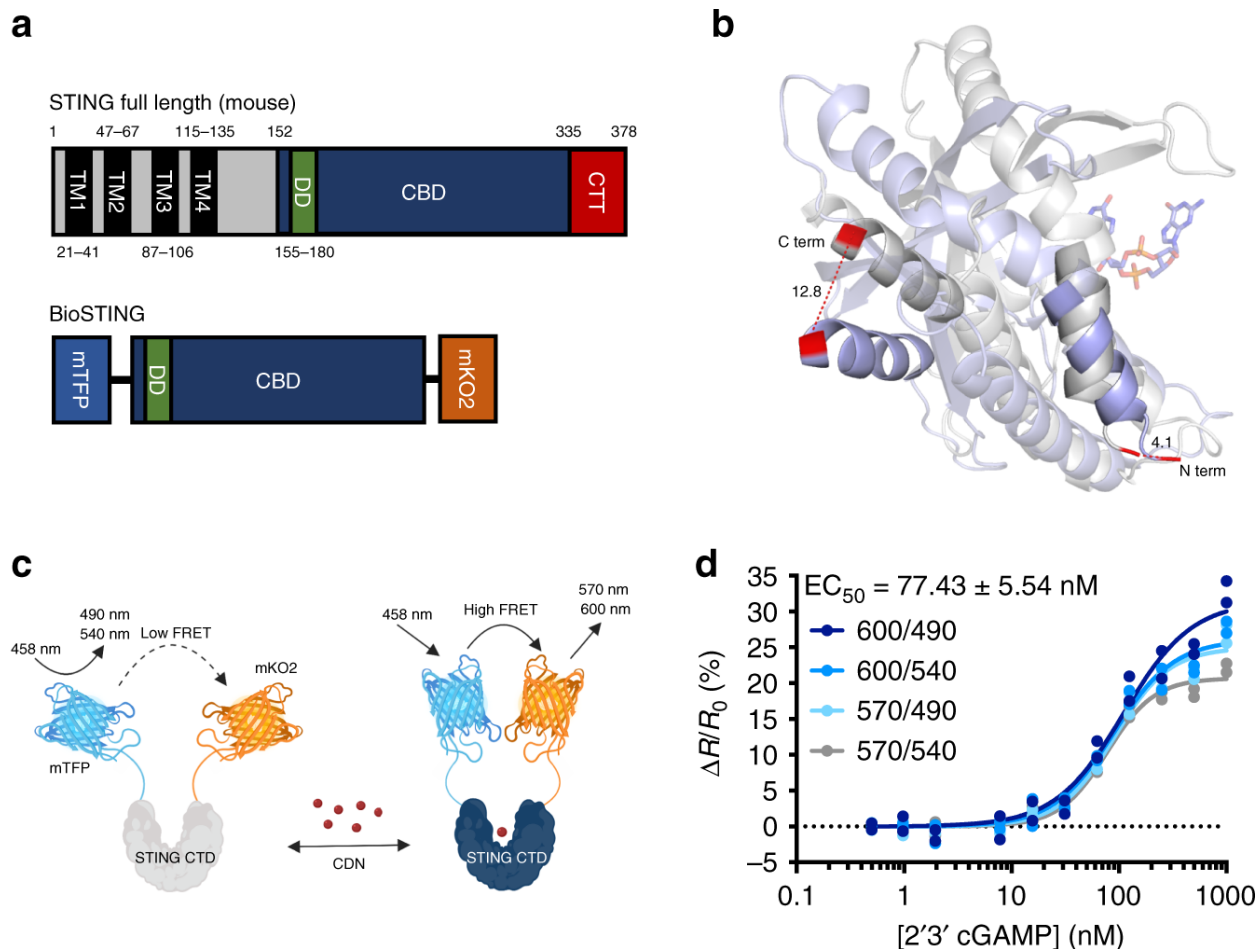 a
STING full length (mouse)
1 47–67 115–135 152 335 378
TM1 TM2 TM3 TM4 DD CBD CTT
21–41 87–106 155–180
BioSTING
mTFP DD CBD mKO2
b
C term
12.8
4.1
N term
c
458 nm
490 nm
540 nm
Low FRET
mKO2
mTFP
STING CTD
CDN
458 nm
High FRET
570 nm
600 nm
STING CTD
d
EC50 = 77.43 ± 5.54 nM
600/490
600/540
570/490
570/540
ΔR/R0 (%)
35
30
25
20
15
10
5
0
−5
0.1 1 10 100 1000
[2′3′ cGAMP] (nM)